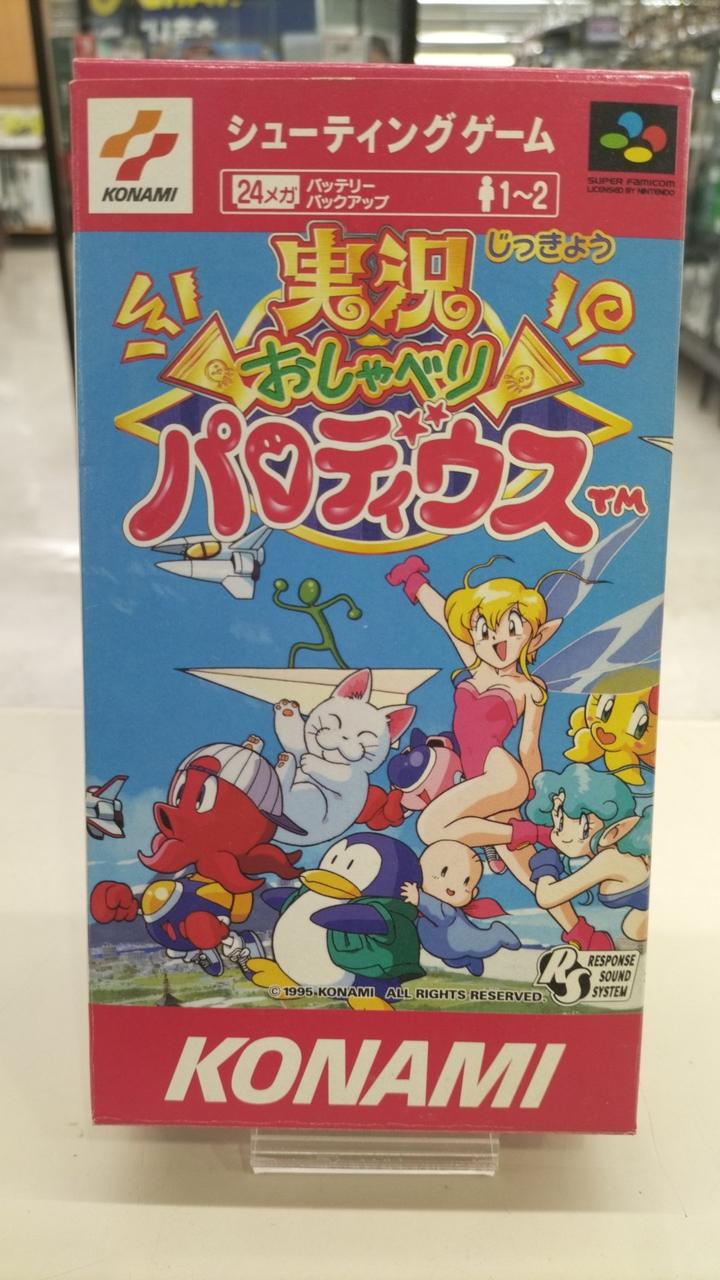 シューティングゲーム
KONAMI
24メガ
バッテリー
バックアップ
1~2
SUPER FAMICOM
LICENSED BY NINTENDO
じっきょう
実況
おしゃべり
パロディウス
TM
RESPONSE
SOUND
SYSTEM
RS
© 1995 KONAMI ALL RIGHTS RESERVED.
KONAMI